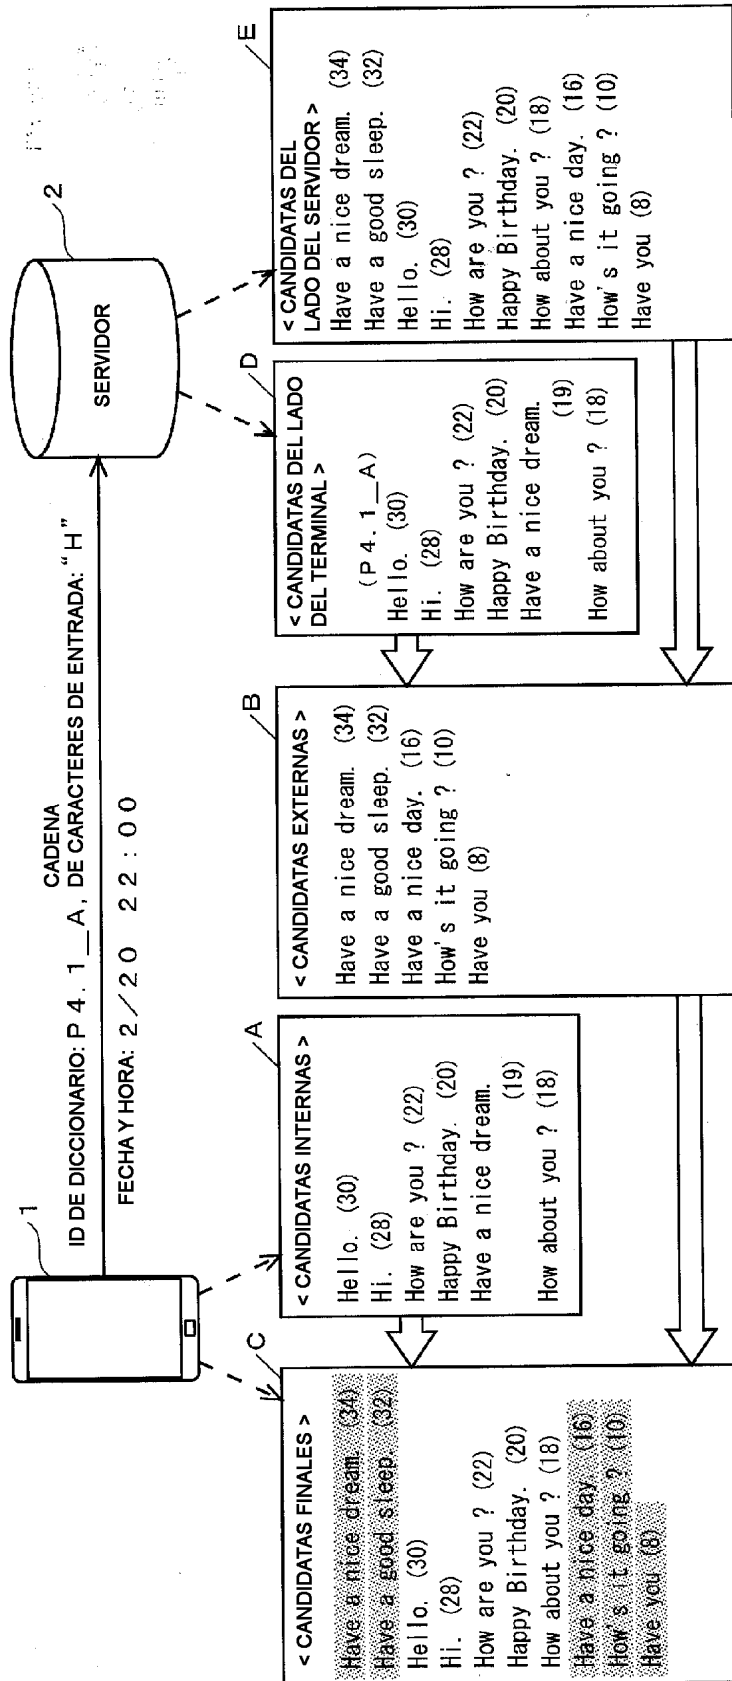 1
CADENA
ID DE DICCIONARIO: P4.1_A, DE CARACTERES DE ENTRADA: “H”
FECHA Y HORA: 2/20 22:00
2
SERVIDOR
C
< CANDIDATAS FINALES >
Have a nice dream. (34)
Have a good sleep. (32)
Hello. (30)
Hi. (28)
How are you ? (22)
Happy Birthday. (20)
How about you ? (18)
Have a nice day. (16)
How's it going ? (10)
Have you (8)
A
< CANDIDATAS INTERNAS >
Hello. (30)
Hi. (28)
How are you ? (22)
Happy Birthday. (20)
Have a nice dream.
(19)
How about you ? (18)
B
< CANDIDATAS EXTERNAS >
Have a nice dream. (34)
Have a good sleep. (32)
Have a nice day. (16)
How's it going ? (10)
Have you (8)
D
< CANDIDATAS DEL LADO
DEL TERMINAL >
(P4.1_A)
Hello. (30)
Hi. (28)
How are you ? (22)
Happy Birthday. (20)
Have a nice dream.
(19)
How about you ? (18)
E
< CANDIDATAS DEL
LADO DEL SERVIDOR >
Have a nice dream. (34)
Have a good sleep. (32)
Hello. (30)
Hi. (28)
How are you ? (22)
Happy Birthday. (20)
How about you ? (18)
Have a nice day. (16)
How's it going ? (10)
Have you (8)